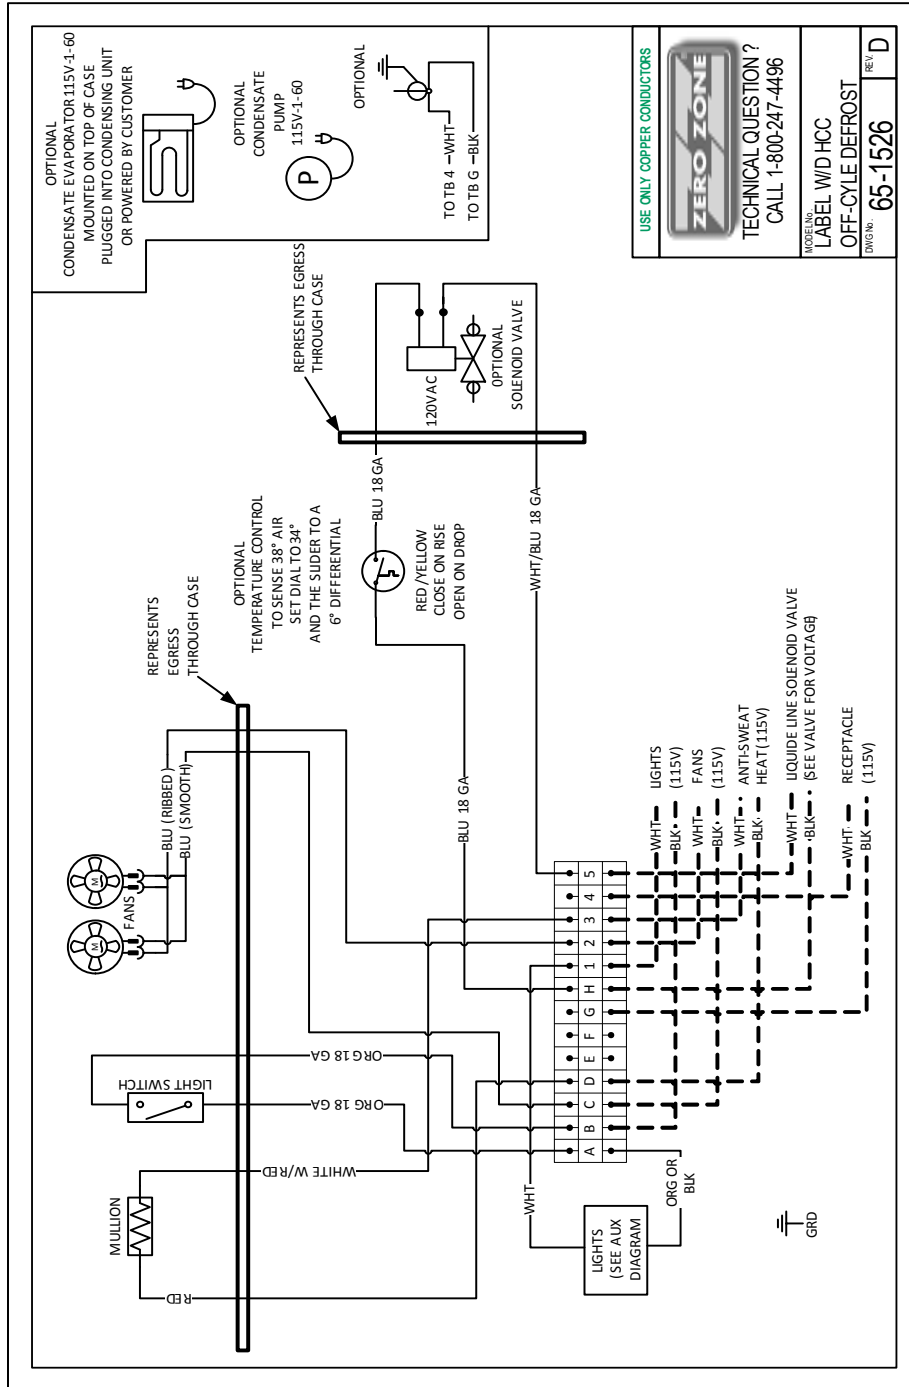 OPTIONAL
CONDENSATE EVAPORATOR 115V-1-60
MOUNTED ON TOP OF CASE
PLUGGED INTO CONDENSING UNIT
OR POWERED BY CUSTOMER
OPTIONAL
CONDENSATE
PUMP
115V-1-60
P
OPTIONAL
TO TB 4
WHT
TO TB G
BLK
REPRESENTS EGRESS
THROUGH CASE
120VAC
OPTIONAL
SOLENOID VALVE
BLU 18 GA
WHT/BLU 18 GA
OPTIONAL
TEMPERATURE CONTROL
TO SENSE 38° AIR
SET DIAL TO 34°
AND THE SLIDER TO A
6° DIFFERENTIAL
RED/YELLOW
CLOSE ON RISE
OPEN ON DROP
BLU 18 GA
REPRESENTS
EGRESS
THROUGH CASE
BLU (RIBBED)
BLU (SMOOTH)
M
M
FANS
LIGHT SWITCH
ORG 18 GA
ORG 18 GA
MULLION
WHITE W/RED
RED
A B C D E F G H 1 2 3 4 5
WHT
LIGHTS
(SEE AUX
DIAGRAM
ORG OR
BLK
GRD
WHT
LIGHTS
BLK
(115V)
WHT
FANS
BLK
(115V)
WHT
ANTI-SWEAT
BLK
HEAT (115V)
WHT
LIQUIDE LINE SOLENOID VALVE
BLK
(SEE VALVE FOR VOLTAGE)
WHT
RECEPTACLE
BLK
(115V)
USE ONLY COPPER CONDUCTORS
ZERO ZONE
TECHNICAL QUESTION ?
CALL 1-800-247-4496
MODEL No.
LABEL W/D HCC
OFF-CYLE DEFROST
DWG No.
65-1526
REV.
D